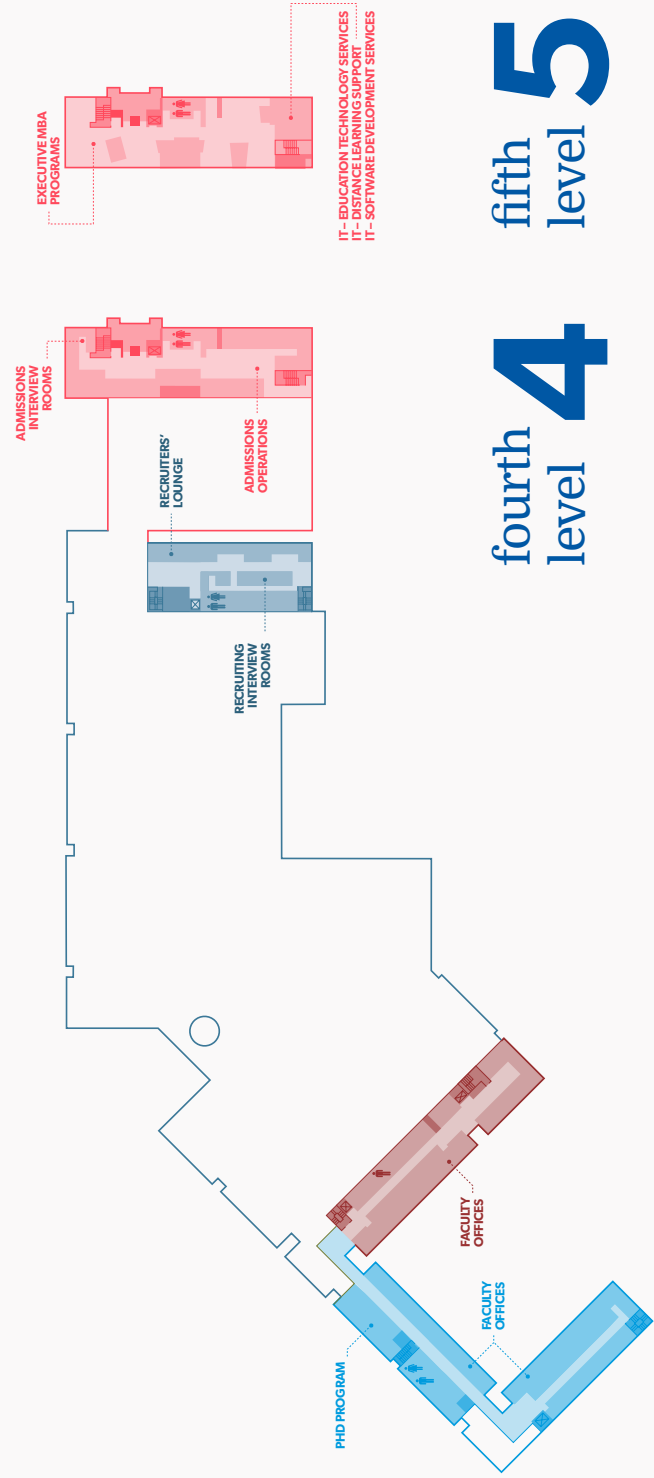 fifth
level 5
EXECUTIVE MBA
PROGRAMS
IT – EDUCATION TECHNOLOGY SERVICES
IT – DISTANCE LEARNING SUPPORT
IT – SOFTWARE DEVELOPMENT SERVICES
fourth
level 4
ADMISSIONS
INTERVIEW
ROOMS
ADMISSIONS
OPERATIONS
RECRUITERS’
LOUNGE
RECRUITING
INTERVIEW
ROOMS
FACULTY
OFFICES
PHD PROGRAM
FACULTY
OFFICES